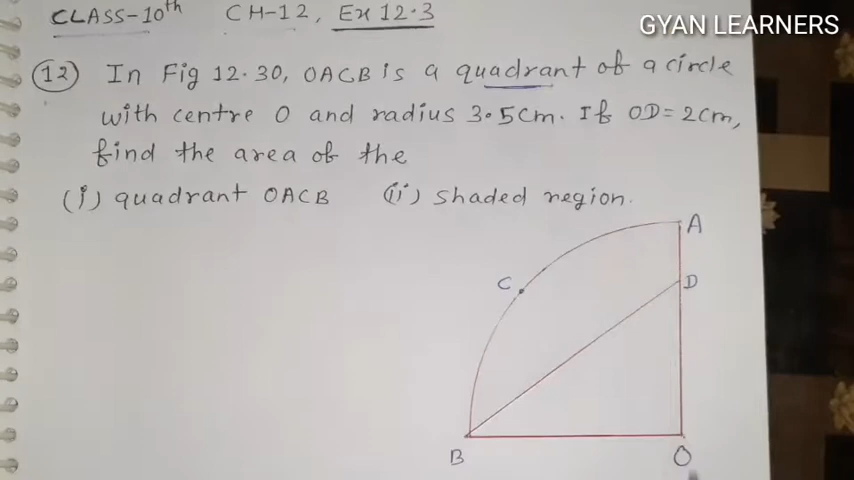 CLASS-10th CH-12, Ex 12.3
GYAN LEARNERS
(12) In Fig 12.30, OACB is a quadrant of a circle
with centre O and radius 3.5cm. If OD=2cm,
find the area of the
(i) quadrant OACB (ii) shaded region.
A
C
D
B
O